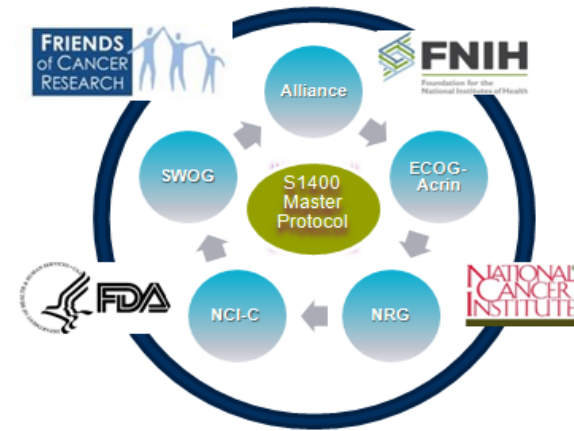 FRIENDS
of CANCER
RESEARCH
FNIH
Foundation for the
National Institutes of Health
Alliance
SWOG
ECOG-
Acrin
S1400
Master
Protocol
FDA
NATIONAL
CANCER
INSTITUTE
NCI-C
NRG